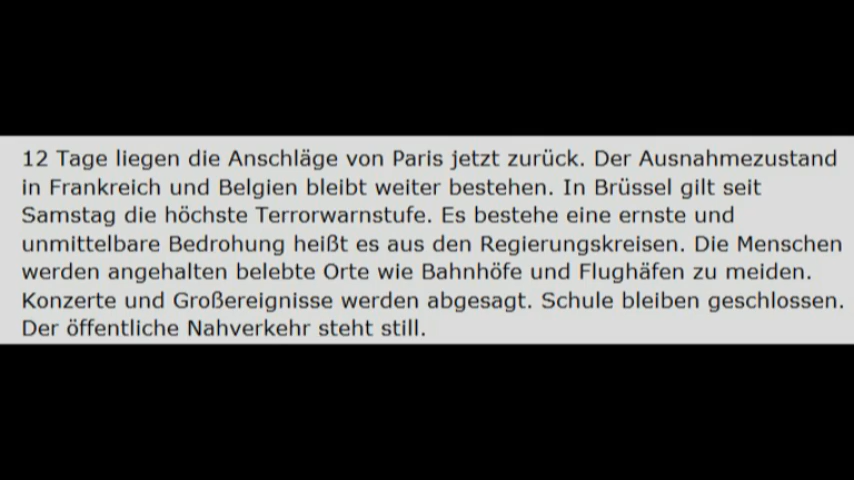 12 Tage liegen die Anschläge von Paris jetzt zurück. Der Ausnahmezustand
in Frankreich und Belgien bleibt weiter bestehen. In Brüssel gilt seit
Samstag die höchste Terrorwarnstufe. Es bestehe eine ernste und
unmittelbare Bedrohung heißt es aus den Regierungskreisen. Die Menschen
werden angehalten belebte Orte wie Bahnhöfe und Flughäfen zu meiden.
Konzerte und Großereignisse werden abgesagt. Schule bleiben geschlossen.
Der öffentliche Nahverkehr steht still.